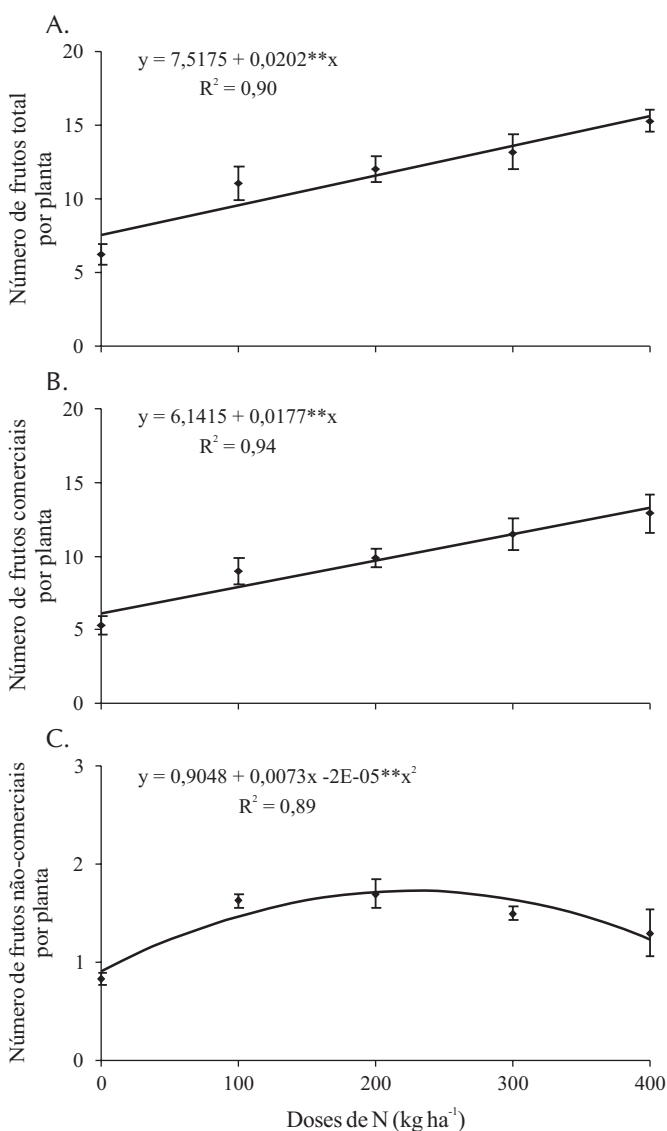 A.
20
15
10
5
0
Número de frutos total
por planta
y = 7,5175 + 0,0202**x
R² = 0,90
B.
20
15
10
5
0
Número de frutos comerciais
por planta
y = 6,1415 + 0,0177**x
R² = 0,94
C.
3
2
1
0
Número de frutos não-comerciais
por planta
y = 0,9048 + 0,0073x -2E-05**x²
R² = 0,89
0 100 200 300 400
Doses de N (kg ha⁻¹)